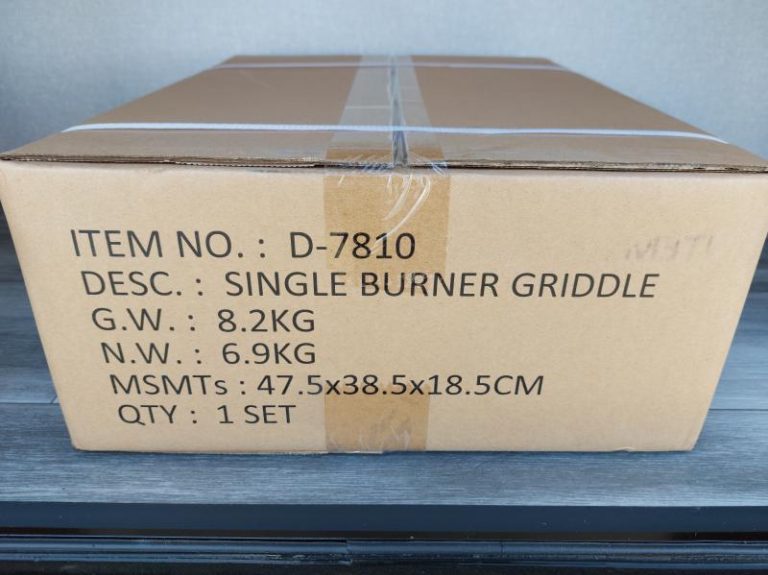 ITEM NO. : D-7810
DESC. : SINGLE BURNER GRIDDLE
G.W. : 8.2KG
N.W. : 6.9KG
MSMTs : 47.5x38.5x18.5CM
QTY : 1 SET